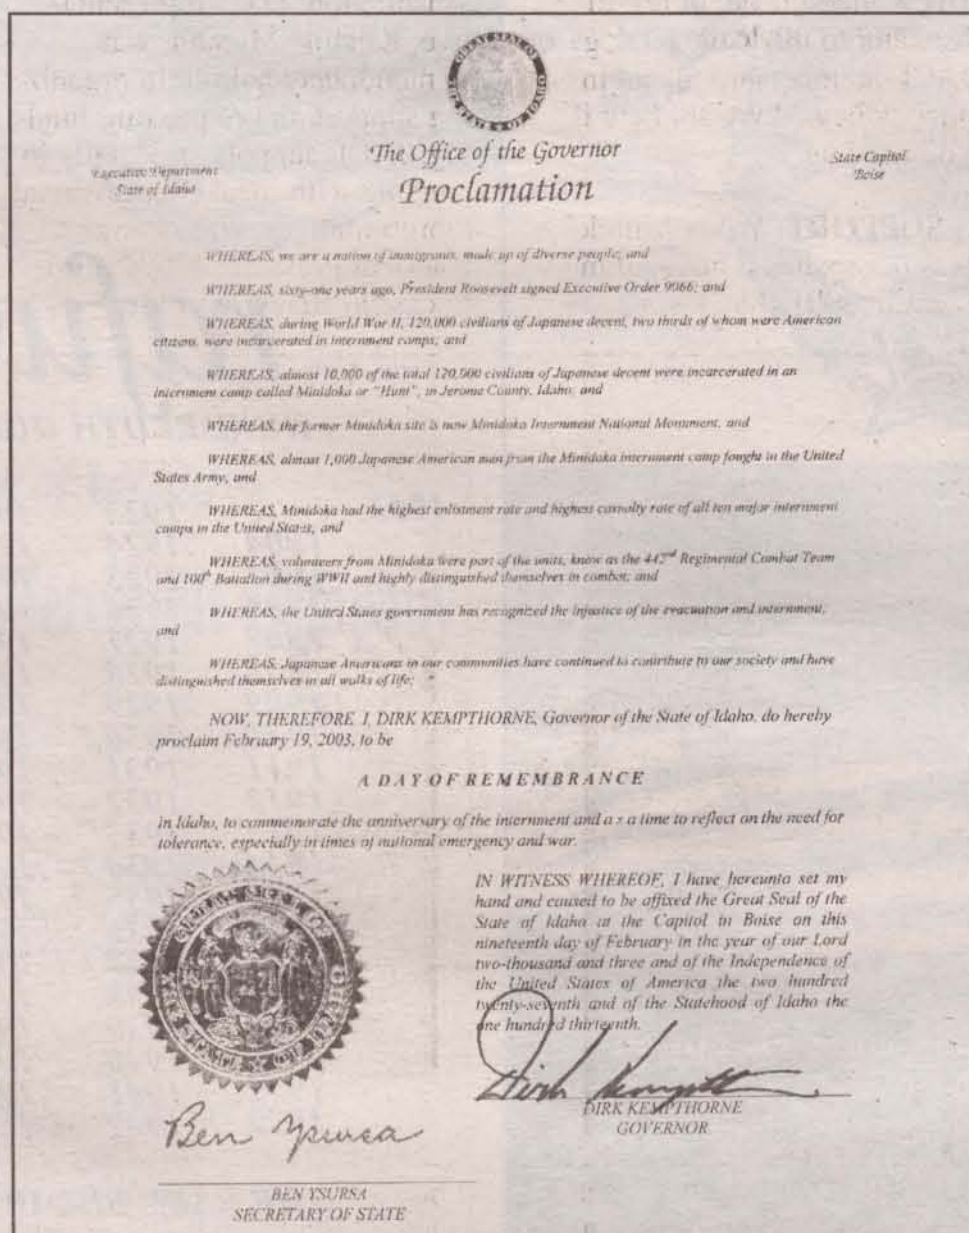 GREAT SEAL OF THE STATE OF IDAHO
The Office of the Governor
Executive Department
State of Idaho
State Capitol
Boise
Proclamation
WHEREAS, we are a nation of immigrants, made up of diverse people; and
WHEREAS, sixty-one years ago, President Roosevelt signed Executive Order 9066; and
WHEREAS, during World War II, 120,000 civilians of Japanese decent, two thirds of whom were American
citizens, were incarcerated in internment camps; and
WHEREAS, almost 10,000 of the total 120,000 civilians of Japanese decent were incarcerated in an
internment camp called Minidoka or "Hunt", in Jerome County, Idaho; and
WHEREAS, the former Minidoka site is now Minidoka Internment National Monument, and
WHEREAS, almost 1,000 Japanese American men from the Minidoka internment camp fought in the United
States Army, and
WHEREAS, Minidoka had the highest enlistment rate and highest casualty rate of all ten major internment
camps in the United States, and
WHEREAS, volunteers from Minidoka were part of the units, know as the 442nd Regimental Combat Team
and 100th Battalion during WWII and highly distinguished themselves in combat; and
WHEREAS, the United States government has recognized the injustice of the evacuation and internment,
and
WHEREAS, Japanese Americans in our communities have continued to contribute to our society and have
distinguished themselves in all walks of life;
NOW, THEREFORE I, DIRK KEMPTHORNE, Governor of the State of Idaho, do hereby
proclaim February 19, 2003, to be
A DAY OF REMEMBRANCE
in Idaho, to commemorate the anniversary of the internment and a s a time to reflect on the need for
tolerance, especially in times of national emergency and war.
IN WITNESS WHEREOF, I have hereunto set my
hand and caused to be affixed the Great Seal of the
State of Idaho at the Capitol in Boise on this
nineteenth day of February in the year of our Lord
two-thousand and three and of the Independence of
the United States of America the two hundred
twenty-seventh and of the Statehood of Idaho the
one hundred thirteenth.
GREAT SEAL OF THE STATE OF IDAHO
Dirk Kempthorne
DIRK KEMPTHORNE
GOVERNOR
Ben Ysursa
BEN YSURSA
SECRETARY OF STATE